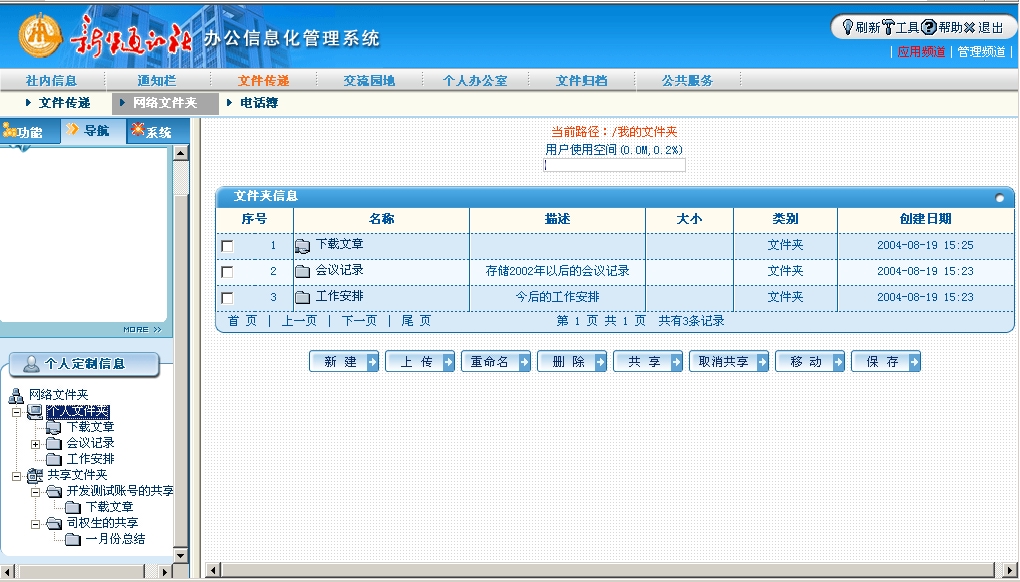 新华通讯社 办公信息化管理系统
刷新 工具 帮助 退出
| 应用频道 | 管理频道 |
社内信息 通知栏 文件传递 交流园地 个人办公室 文件归档 公共服务
文件传递 网络文件夹 电话簿
功能 导航 系统
当前路径：/我的文件夹
用户使用空间(0.0M,0.2%)
文件夹信息
序号 名称 描述 大小 类别 创建日期
1 下载文章 文件夹 2004-08-19 15:25
2 会议记录 存储2002年以后的会议记录 文件夹 2004-08-19 15:23
3 工作安排 今后的工作安排 文件夹 2004-08-19 15:23
首 页 | 上一页 | 下一页 | 尾 页 第 1 页 共 1 页 共有3条记录
新 建 上 传 重命名 删 除 共 享 取消共享 移 动 保 存
MORE >>
个人定制信息
网络文件夹
个人文件夹
下载文章
会议记录
工作安排
共享文件夹
开发测试账号的共享
下载文章
司权生的共享
一月份总结